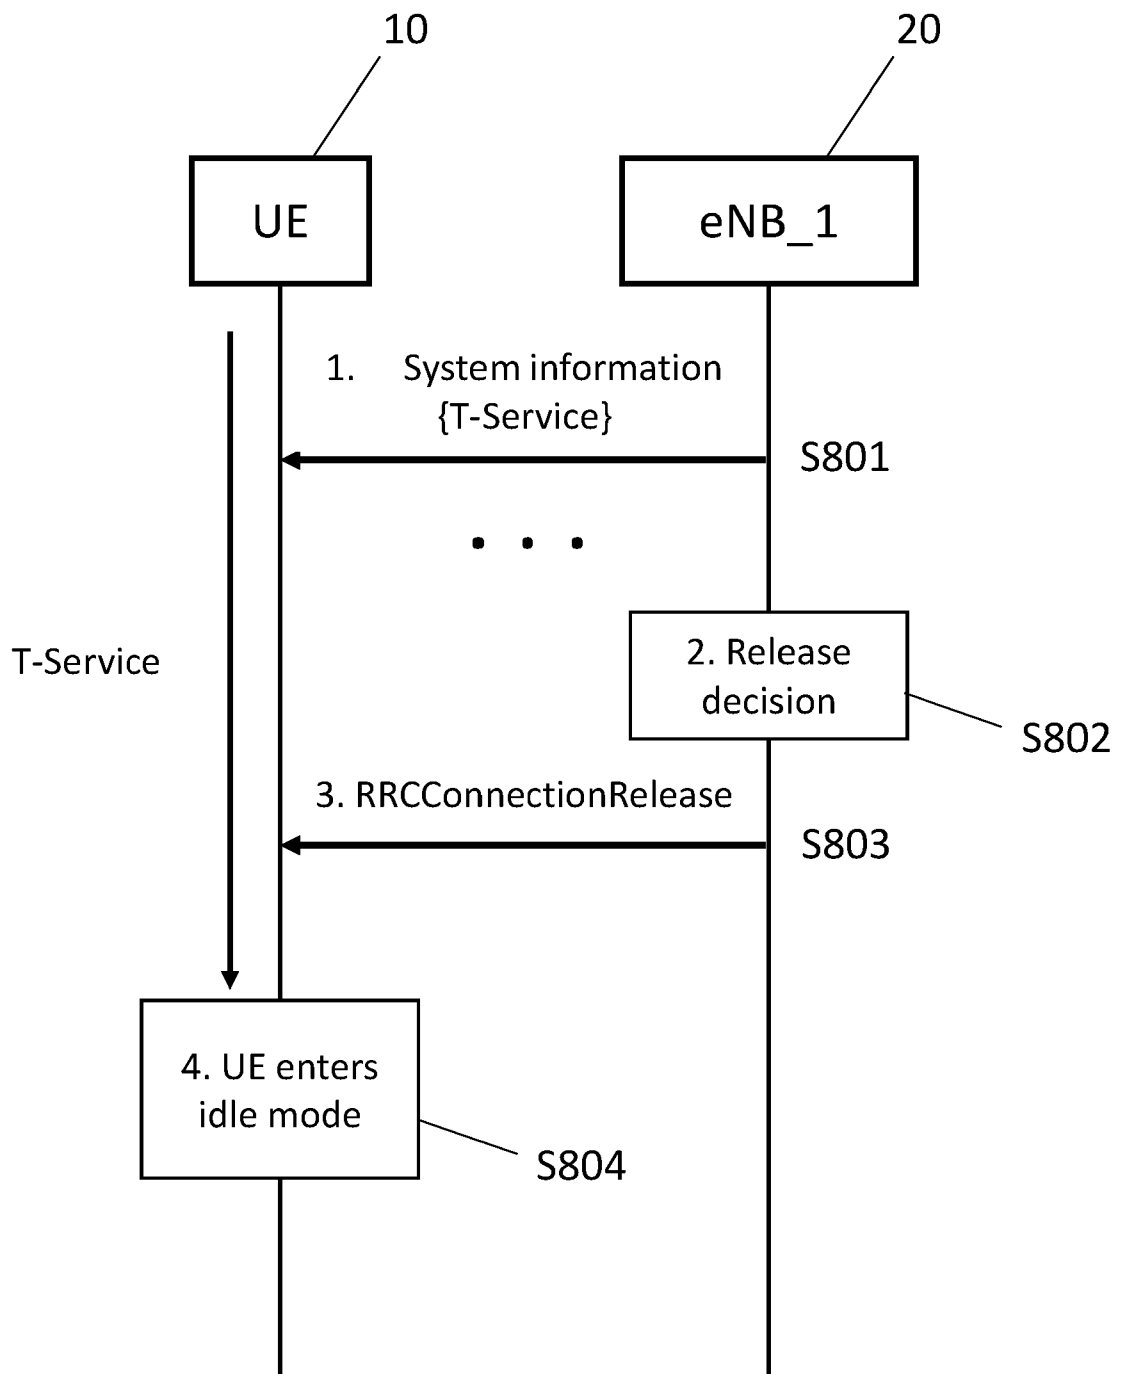 10
20
UE
eNB_1
1. System information
{T-Service}
S801
. . .
T-Service
2. Release
decision
S802
3. RRCConnectionRelease
S803
4. UE enters
idle mode
S804